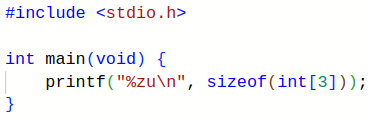 #include <stdio.h>

int main(void) {
    printf("%zu\n", sizeof(int[3]));
}